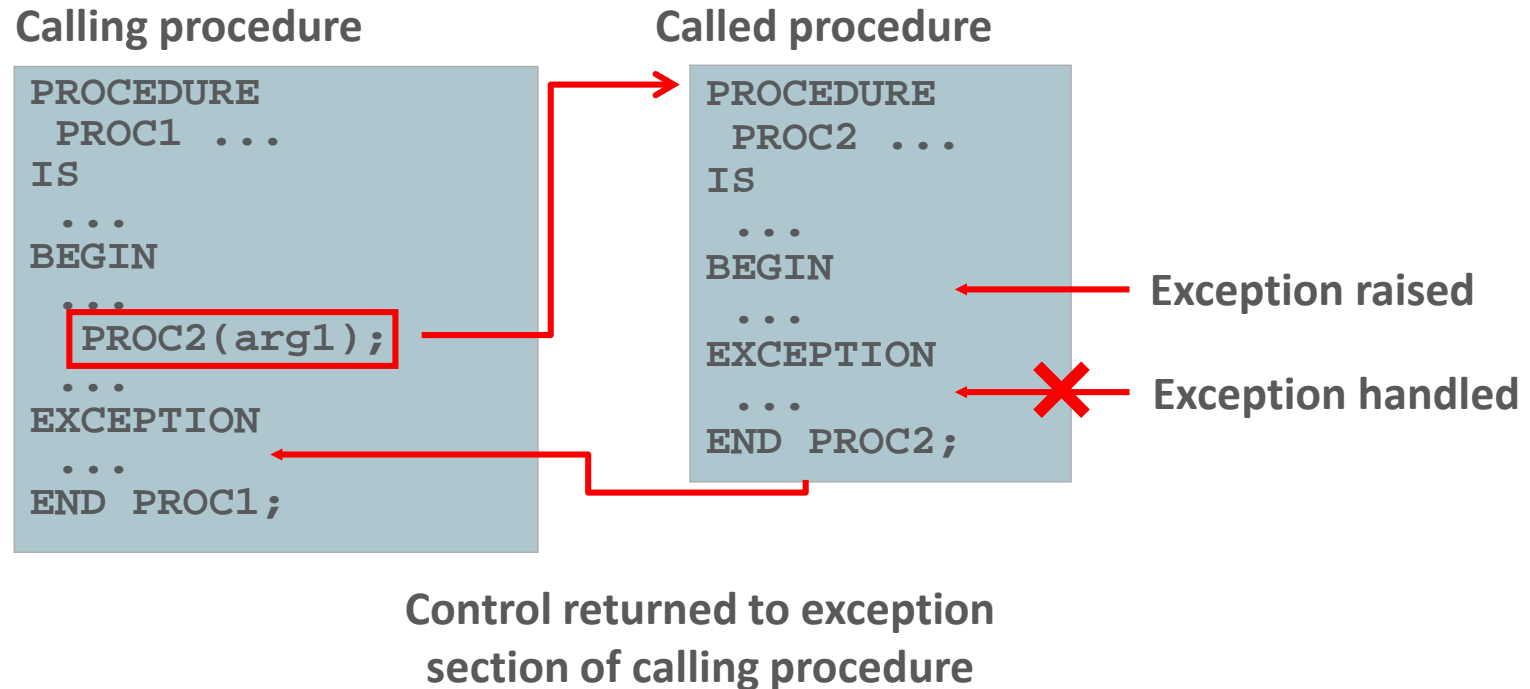 Calling procedure
PROCEDURE
PROC1 ...
IS
...
BEGIN
...
PROC2(arg1);
...
EXCEPTION
...
END PROC1;
Called procedure
PROCEDURE
PROC2 ...
IS
...
BEGIN
...
EXCEPTION
...
END PROC2;
Exception raised
Exception handled
Control returned to exception
section of calling procedure